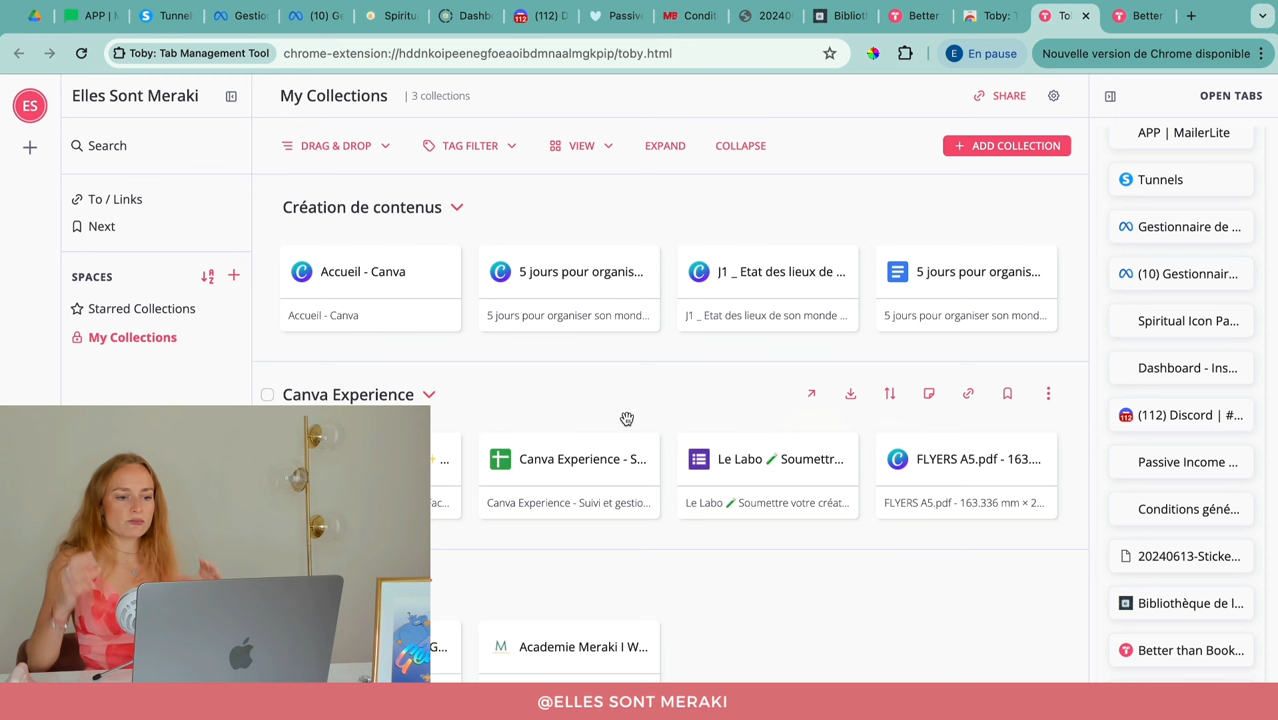 APP | M
Tunnel
Gestio
(10) Ge
Spiritu
Dashb
(112) D
Passiv
Condit
20240
Bibliot
Better
Toby: T
To
Better
Toby: Tab Management Tool
chrome-extension://hddnkoipeenegfoeaoibdmnaalmgkpip/toby.html
E
En pause
Nouvelle version de Chrome disponible
ES
Elles Sont Meraki
My Collections
| 3 collections
SHARE
OPEN TABS
Search
DRAG & DROP
TAG FILTER
VIEW
EXPAND
COLLAPSE
+ ADD COLLECTION
To / Links
Next
SPACES
Starred Collections
My Collections
Création de contenus
Accueil - Canva
5 jours pour organis...
J1 _ Etat des lieux de ...
5 jours pour organis...
Accueil - Canva
5 jours pour organiser son mond...
J1 _ Etat des lieux de son monde ...
5 jours pour organiser son mond...
Canva Experience
Canva Experience - S...
Le Labo 🖍 Soumettr...
FLYERS A5.pdf - 163....
Canva Experience - Suivi et gestio...
Le Labo 🖍 Soumettre votre créat...
FLYERS A5.pdf - 163.336 mm × 2...
M
Academie Meraki I W...
APP | MailerLite
Tunnels
Gestionnaire de ...
(10) Gestionnair...
Spiritual Icon Pa...
Dashboard - Ins...
(112) Discord | #...
Passive Income ...
Conditions géné...
20240613-Sticke...
Bibliothèque de l...
Better than Book...
@ELLES SONT MERAKI